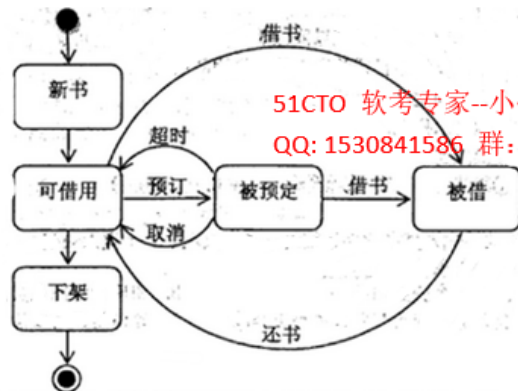 借书
新书
51CTO 软考专家--小
超时
QQ: 1530841586 群:
可借用
预订
被预定
借书
被借
取消
下架
还书